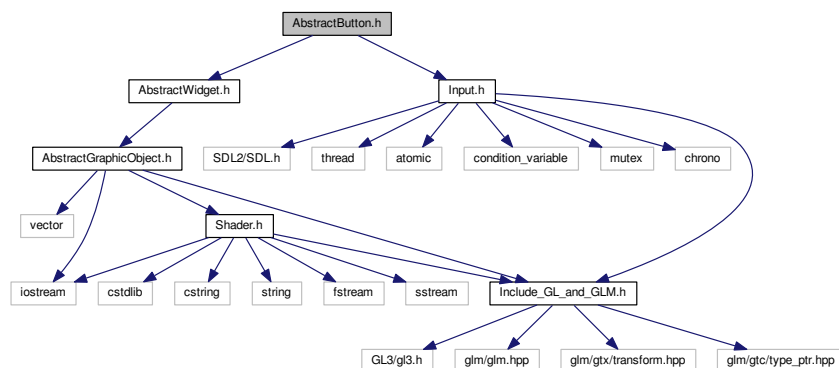 AbstractButton.h
AbstractWidget.h
Input.h
AbstractGraphicObject.h
SDL2/SDL.h
thread
atomic
condition_variable
mutex
chrono
vector
Shader.h
iostream
cstdlib
cstring
string
fstream
sstream
Include_GL_and_GLM.h
GL3/gl3.h
glm/glm.hpp
glm/gtx/transform.hpp
glm/gtc/type_ptr.hpp